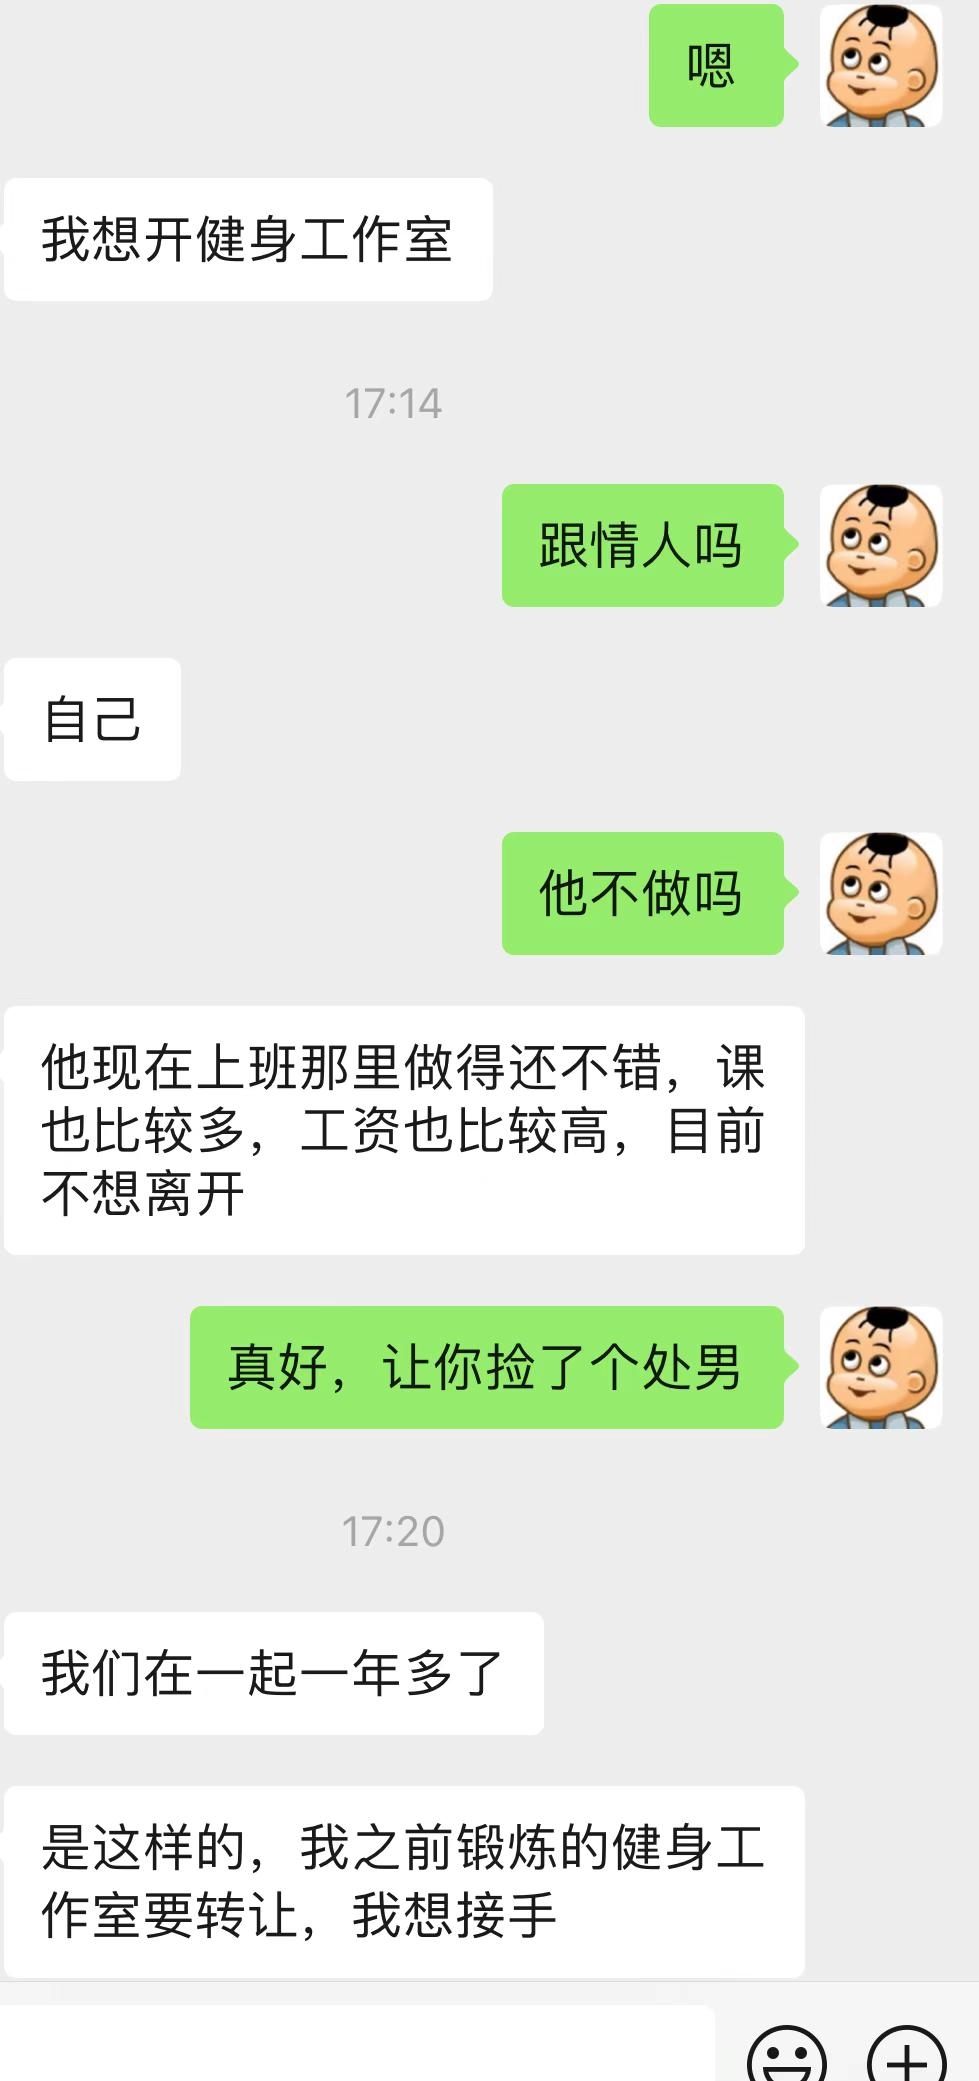 嗯
我想开健身工作室
17:14
跟情人吗
自己
他不做吗
他现在上班那里做得还不错，课
也比较多，工资也比较高，目前
不想离开
真好，让你捡了个处男
17:20
我们在一起一年多了
是这样的，我之前锻炼的健身工
作室要转让，我想接手